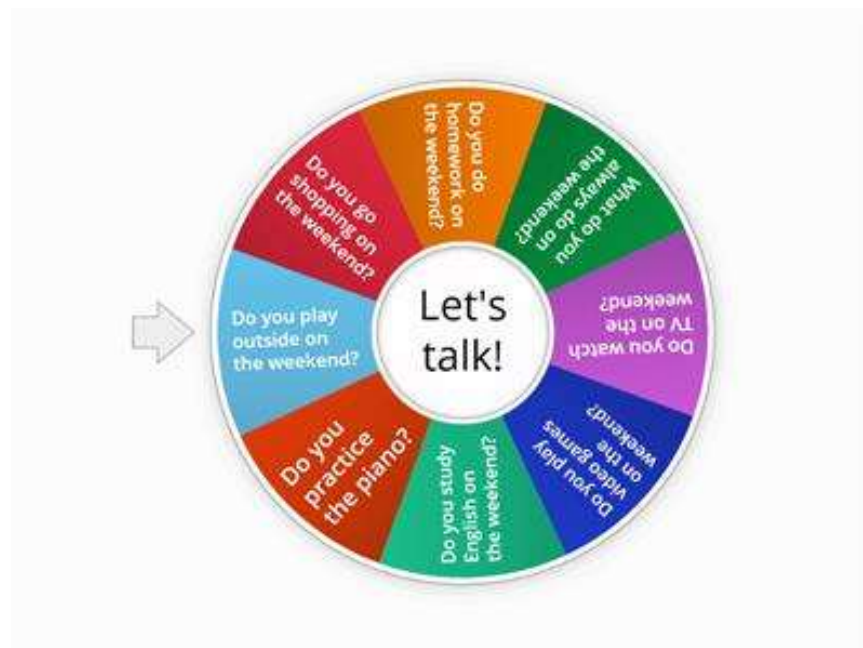 Do you do
homework on
the weekend?
What do you
always do on
the weekend?
Do you watch
TV on the
weekend?
Do you play
video games
on the
weekend?
Do you study
English on
the weekend?
Do you
practice
the piano?
Do you play
outside on
the weekend?
Do you go
shopping on
the weekend?
Let's
talk!